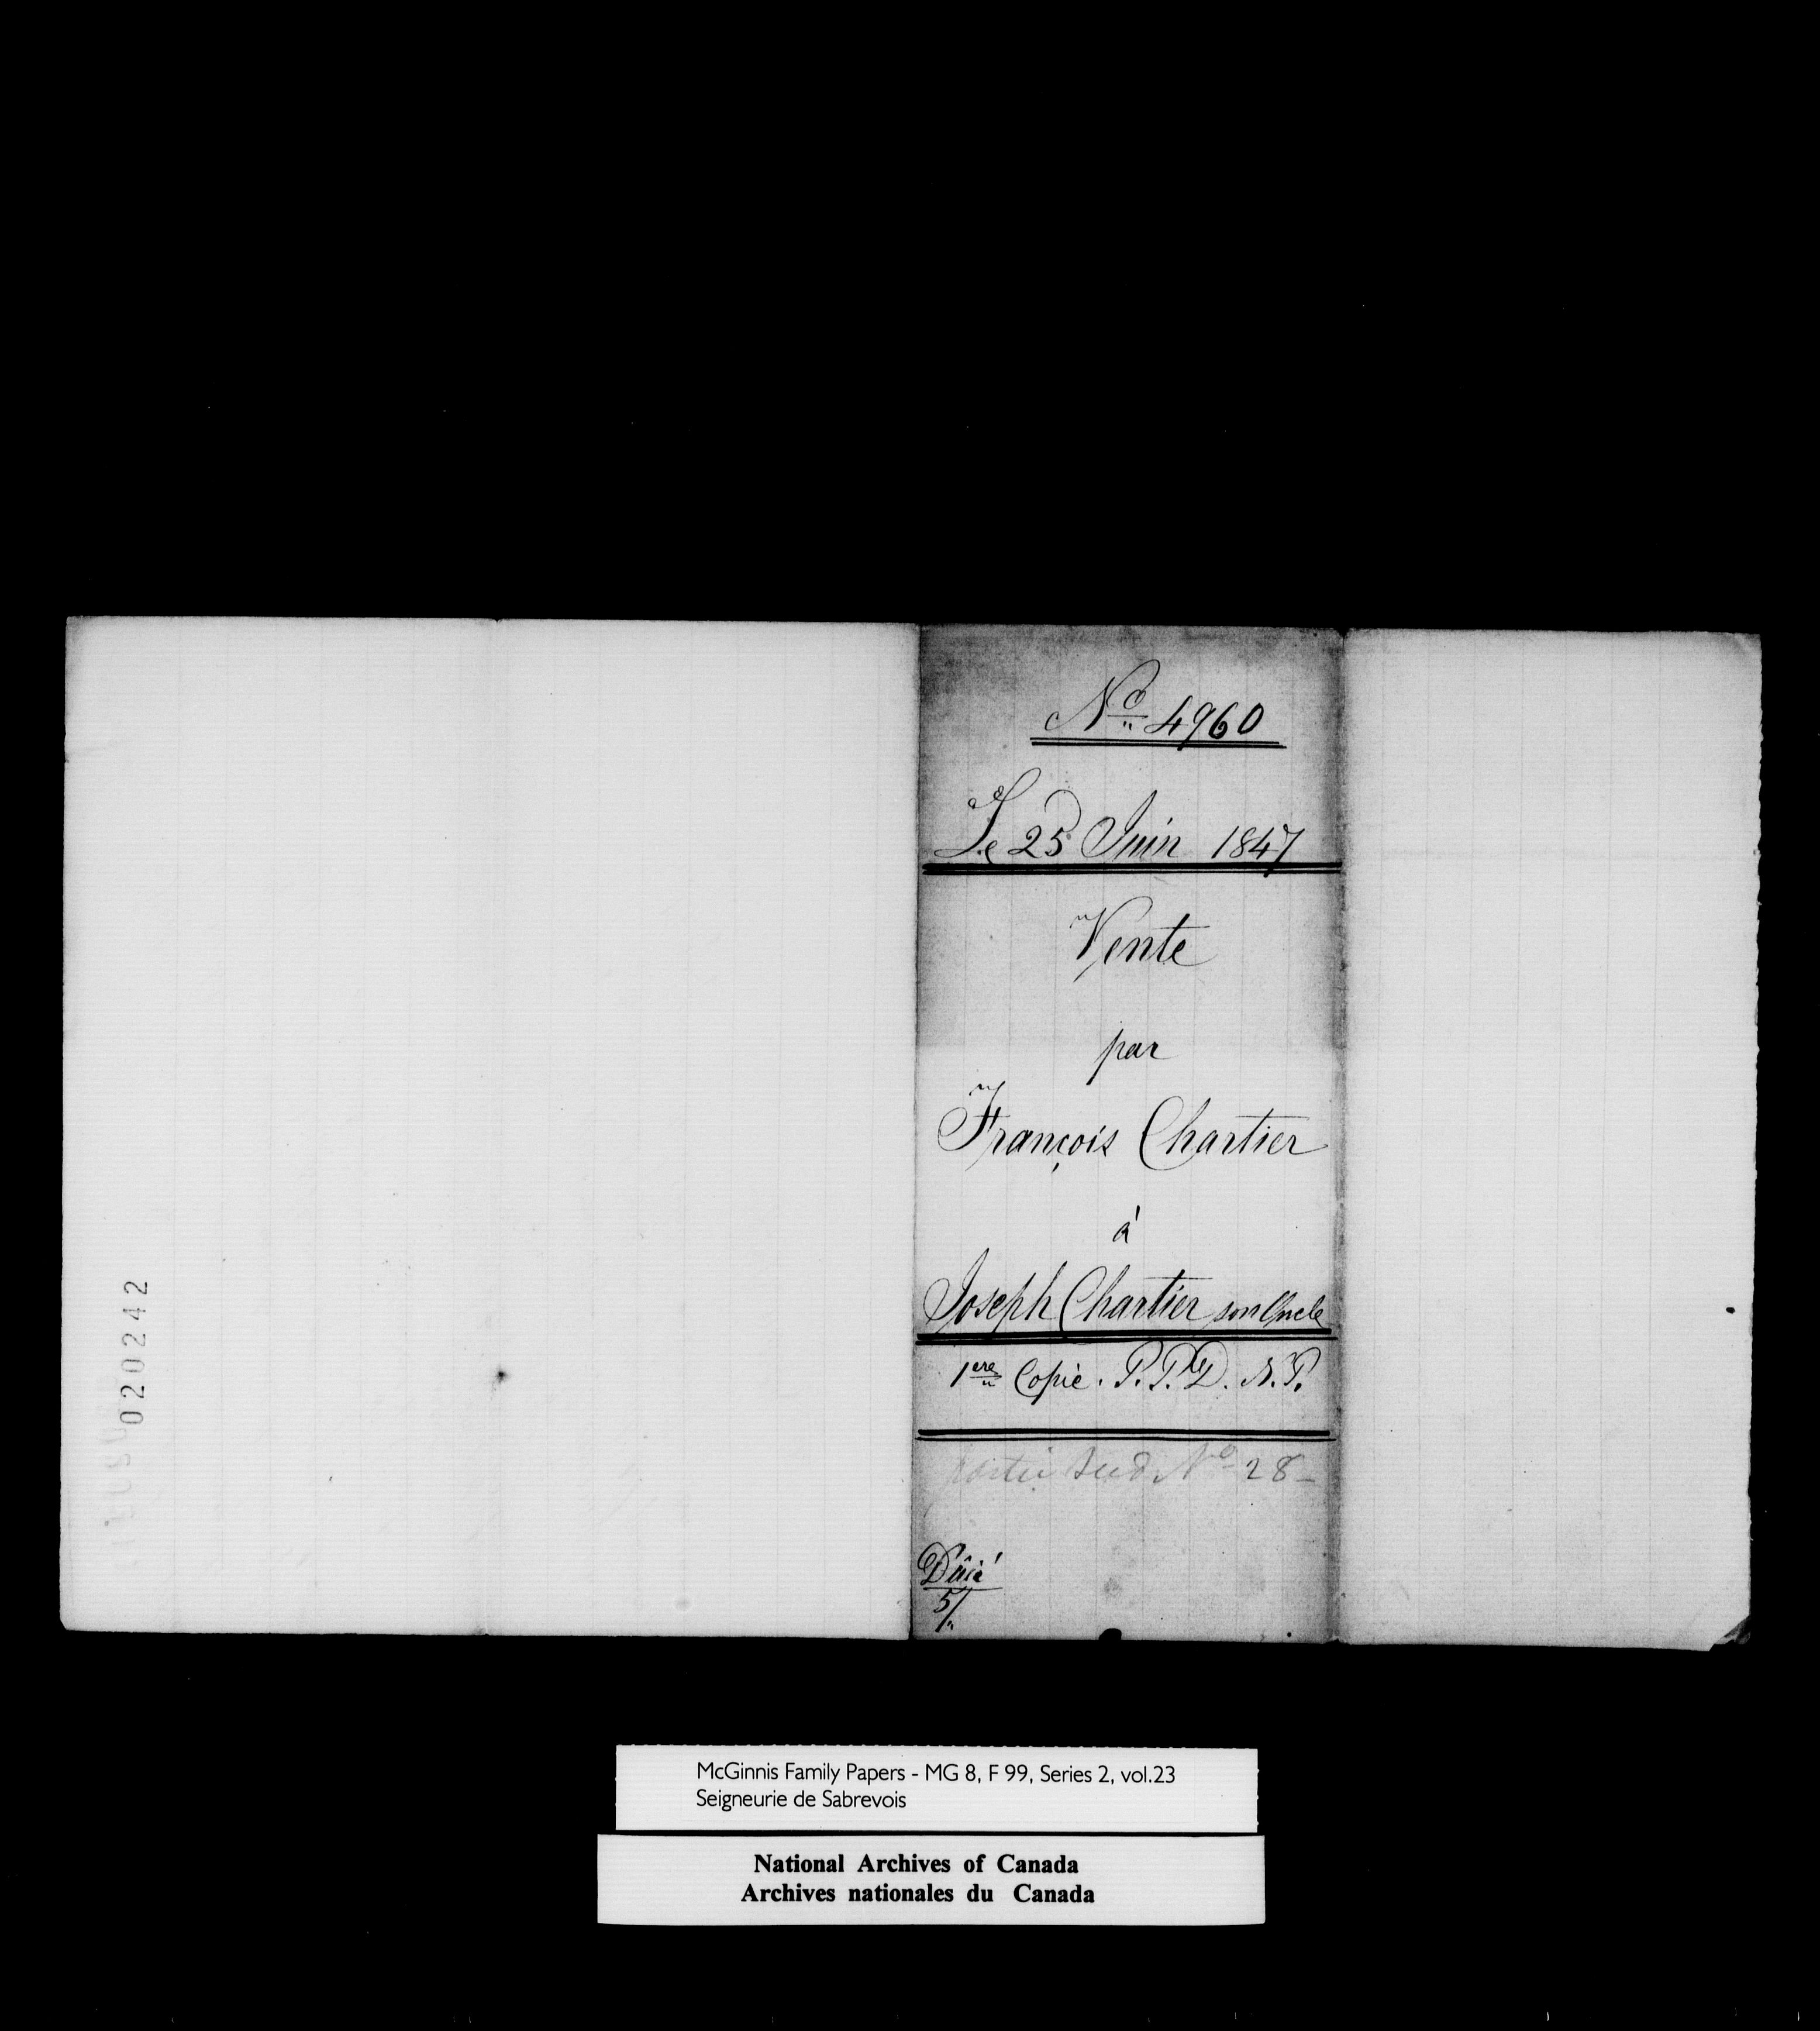 No 4960
Le 25 Juin 1847
Vente
par
François Chartier
à
Joseph Chartier son Oncle
1ere Copie. P.P.D. N.P.
partie Sud No 28-
5/
020242
McGinnis Family Papers - MG 8, F 99, Series 2, vol.23
Seigneurie de Sabrevois
National Archives of Canada
Archives nationales du Canada